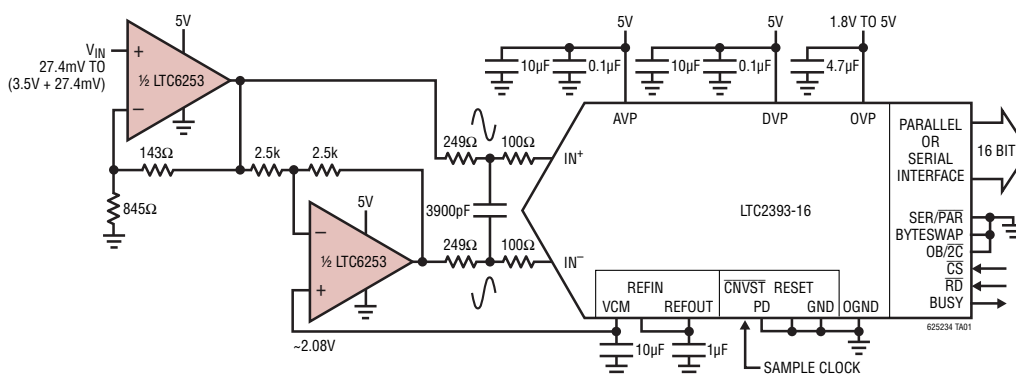 5V
VIN
27.4mV TO
(3.5V + 27.4mV)
+
½ LTC6253
–
143Ω
845Ω
2.5k
2.5k
5V
–
½ LTC6253
+
~2.08V
249Ω
100Ω
3900pF
249Ω
100Ω
5V
10µF
0.1µF
5V
10µF
0.1µF
1.8V TO 5V
4.7µF
AVP
DVP
OVP
IN+
IN–
LTC2393-16
PARALLEL
OR
SERIAL
INTERFACE
16 BIT
SER/PAR
BYTESWAP
OB/2C
CS
RD
BUSY
REFIN
VCM
REFOUT
CNVST
RESET
PD
GND
OGND
10µF
1µF
SAMPLE CLOCK
625234 TA01